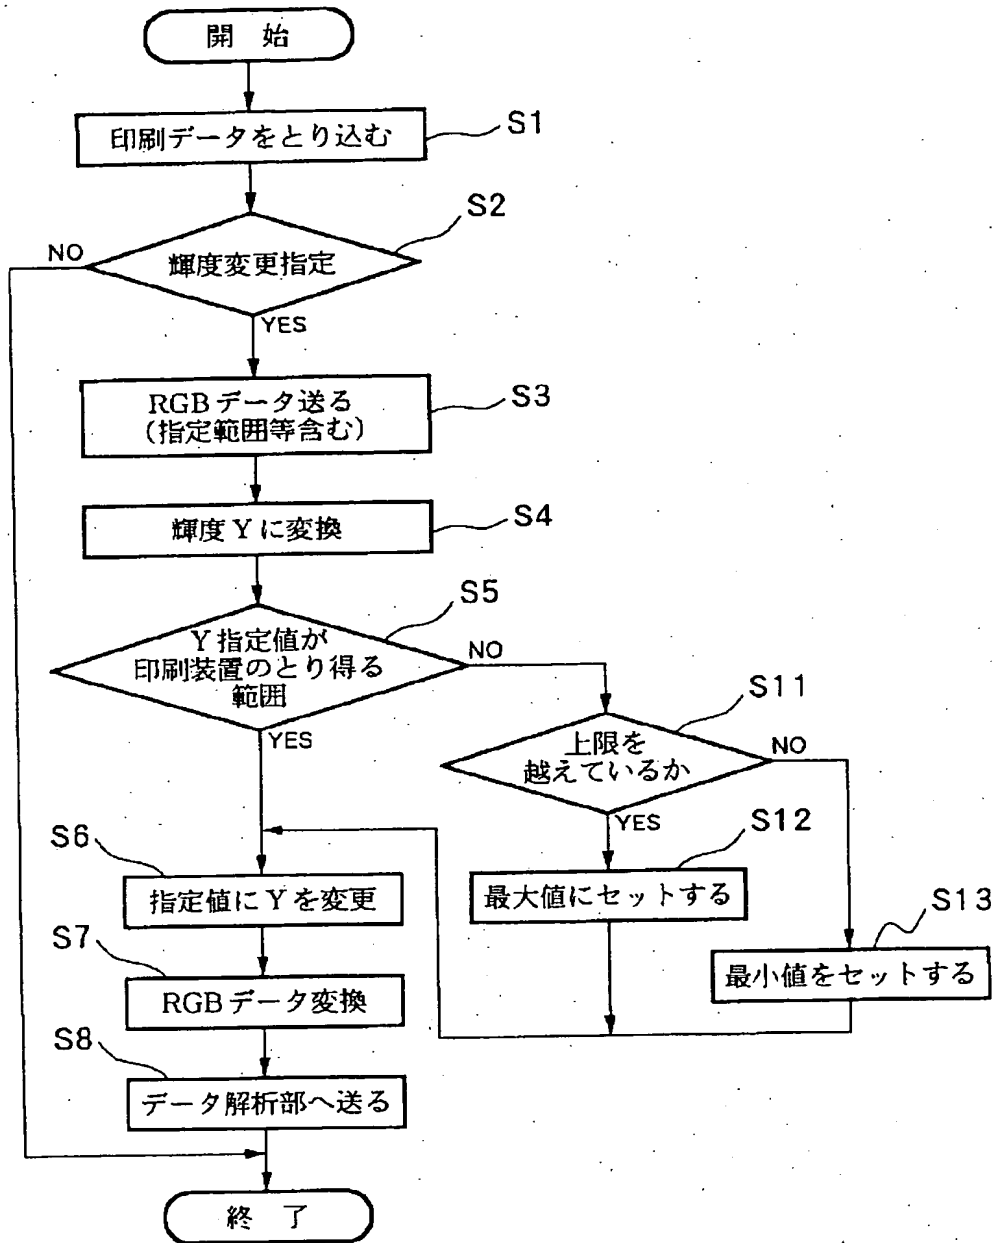 開 始
印刷データをとり込む
S1
S2
NO
輝度変更指定
YES
RGBデータ送る
(指定範囲等含む)
S3
輝度Yに変換
S4
S5
Y指定値が
印刷装置のとり得る
範囲
NO
YES
S11
上限を
越えているか
NO
YES
S12
最大値にセットする
S13
最小値をセットする
S6
指定値にYを変更
S7
RGBデータ変換
S8
データ解析部へ送る
終 了